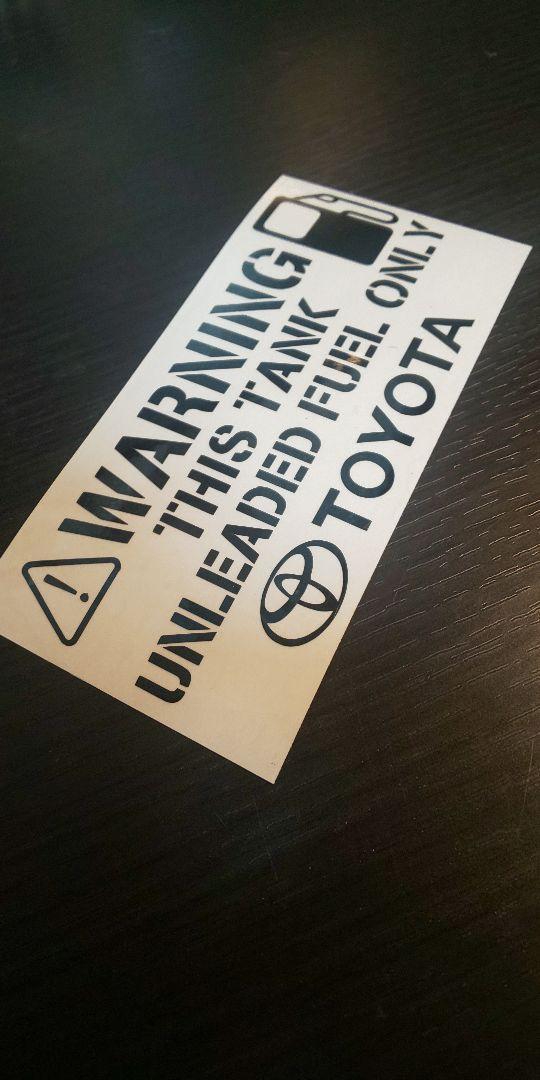 WARNING
THIS TANK
UNLEADED FUEL ONLY
TOYOTA